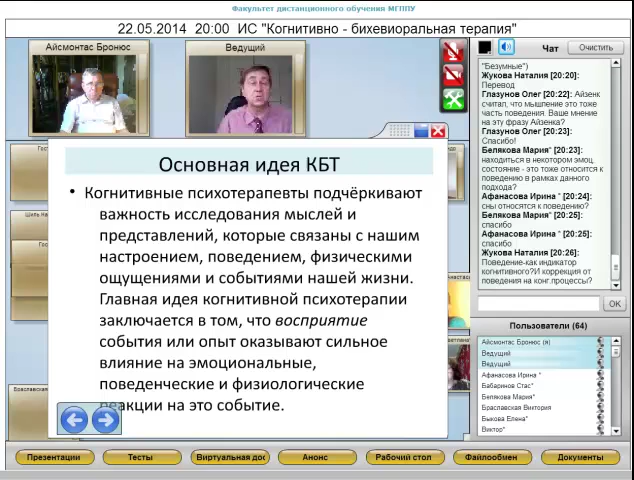 Факультет дистанционного обучения МГППУ
22.05.2014 20:00 ИС "Когнитивно - бихевиоральная терапия"
Айсмонтас Бронюс
Ведущий
Чат
Очистить
"Безумные")
Жукова Наталия [20:20]:
Перевод
Глазунов Олег [20:22]: Айзенк
считал, что мышление это тоже
часть поведения. Ваше мнение
на эту фразу Айзенка?
Глазунов Олег [20:23]:
Спасибо!
Белякова Мария* [20:23]:
находиться в некотором эмоц.
состояние - это тоже относится к
поведению в рамках данного
подхода?
Афанасова Ирина * [20:24]:
сны относятся к поведению?
Белякова Мария* [20:25]:
спасибо
Афанасова Ирина * [20:25]:
спасибо
Жукова Наталия [20:26]:
Поведение-как индикатор
когнитивного?И коррекция от
поведения на конг.процессы?
OK
Основная идея КБТ
• Когнитивные психотерапевты подчёркивают
важность исследования мыслей и
представлений, которые связаны с нашим
настроением, поведением, физическими
ощущениями и событиями нашей жизни.
Главная идея когнитивной психотерапии
заключается в том, что восприятие
события или опыт оказывают сильное
влияние на эмоциональные,
поведенческие и физиологические
реакции на это событие.
Пользователи (64)
Айсмонтас Бронюс (в)
Ведущий
Ведущий
Афанасова Ирина *
Бабаринов Стас*
Белякова Мария*
Браславская Виктория
Быкова Елена*
Виктор*
Презентации
Тесты
Виртуальная дос
Анонс
Рабочий стол
Файлообмен
Документы